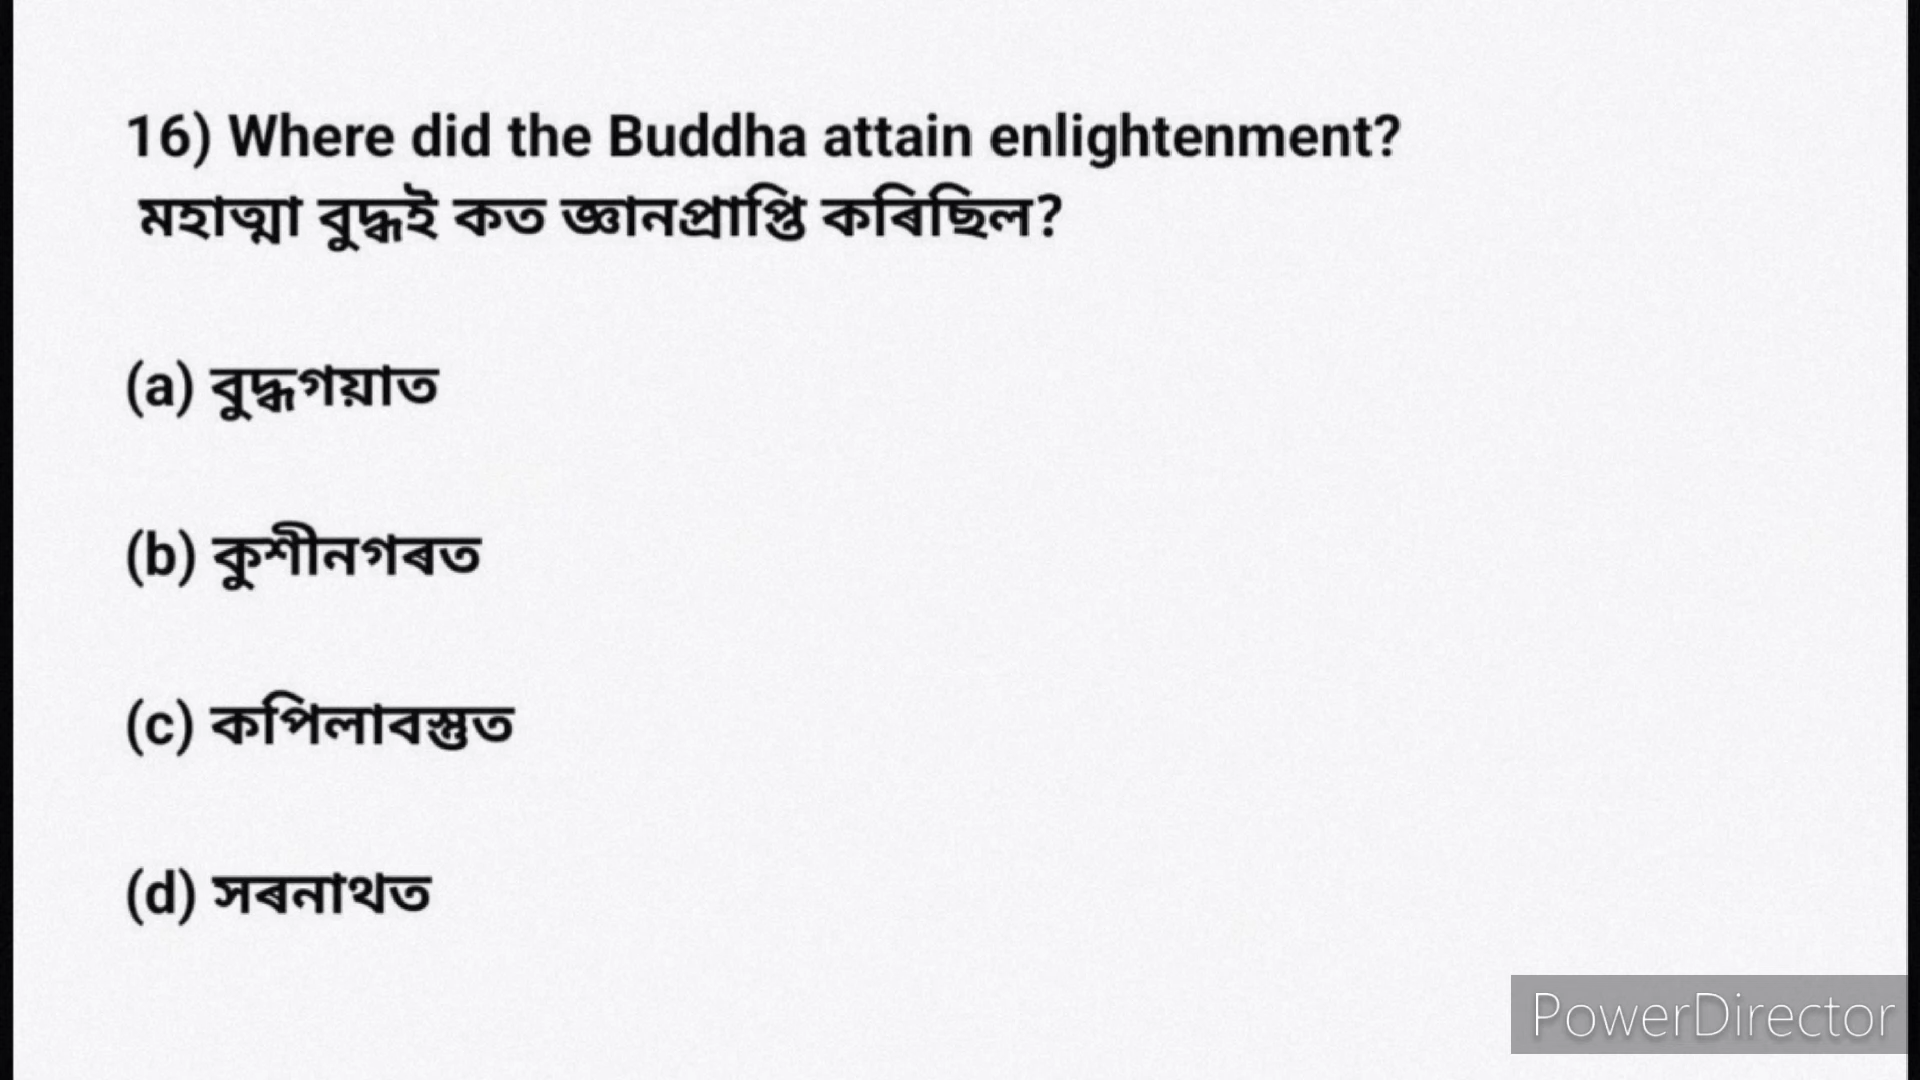 16) Where did the Buddha attain enlightenment?
মহাত্মা বুদ্ধই কত জ্ঞানপ্ৰাপ্তি কৰিছিল?
(a) বুদ্ধগয়াত
(b) কুশীনগৰত
(c) কপিলাবস্তুত
(d) সৰনাথত
PowerDirector